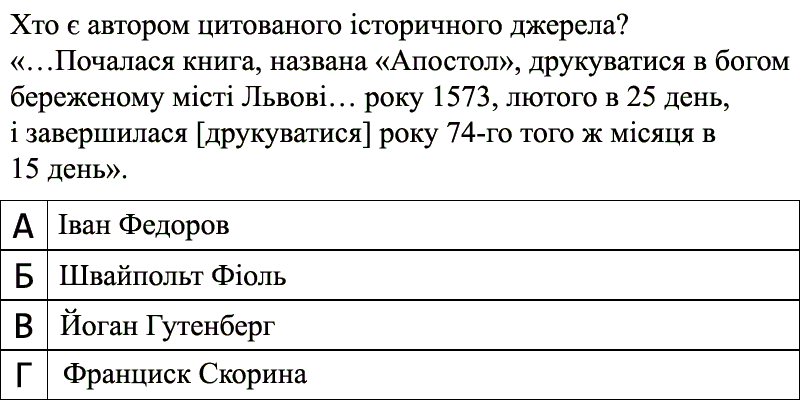 Хто є автором цитованого історичного джерела?
«…Почалася книга, названа «Апостол», друкуватися в богом
береженому місті Львові… року 1573, лютого в 25 день,
і завершилася [друкуватися] року 74-го того ж місяця в
15 день».
А Іван Федоров
Б Швайпольт Фіоль
В Йоган Гутенберг
Г Франциск Скорина